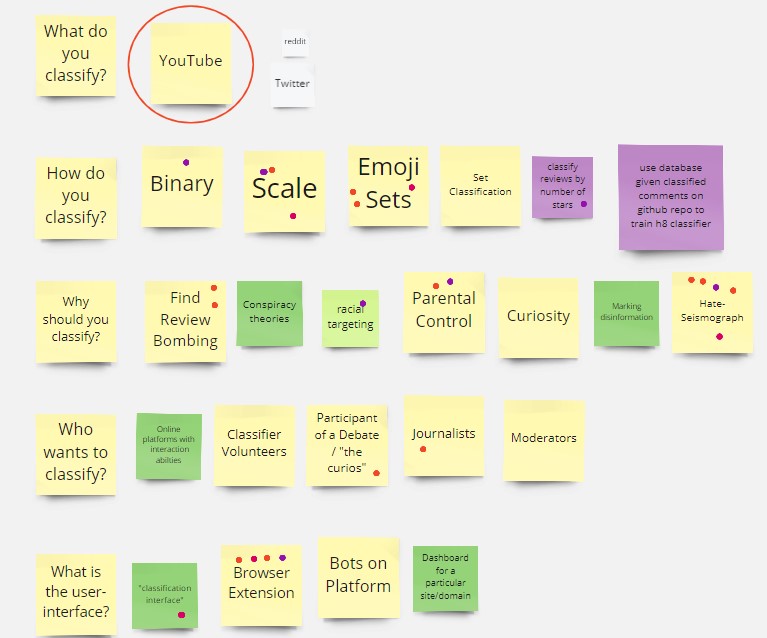 What do
you
classify?
YouTube
reddit
Twitter
How do
you
classify?
Binary
Scale
Emoji
Sets
Set
Classification
classify
reviews by
number of
stars
use database
given classified
comments on
github repo to
train h8 classifier
Why
should you
classify?
Find
Review
Bombing
Conspiracy
theories
racial
targeting
Parental
Control
Curiosity
Marking
disinformation
Hate-
Seismograph
Who
wants to
classify?
Online
platforms with
interaction
abilties
Classifier
Volunteers
Participant
of a Debate
/ "the
curios"
Journalists
Moderators
What is
the user-
interface?
"classification
interface"
Browser
Extension
Bots on
Platform
Dashboard
for a
particular
site/domain